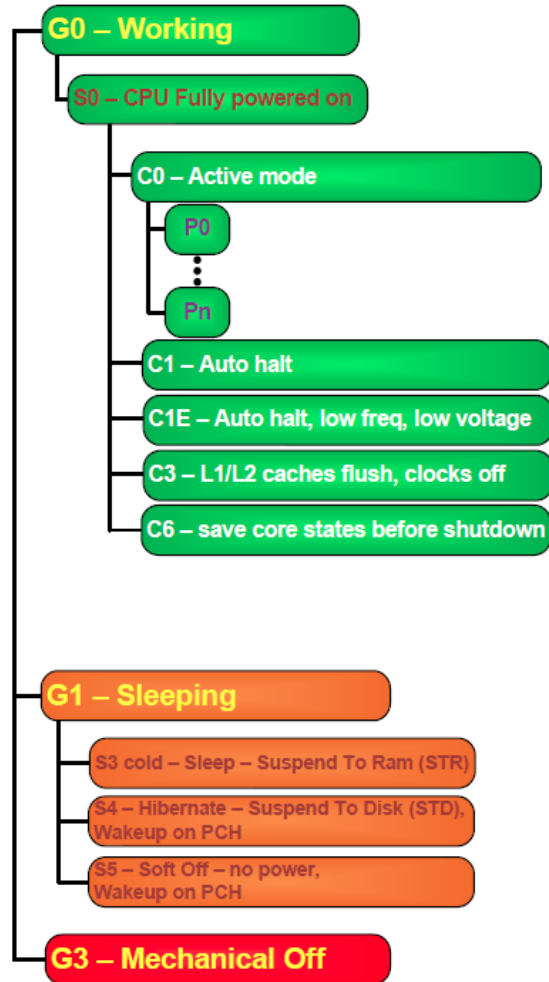 G0 – Working
S0 – CPU Fully powered on
C0 – Active mode
P0
Pn
C1 – Auto halt
C1E – Auto halt, low freq, low voltage
C3 – L1/L2 caches flush, clocks off
C6 – save core states before shutdown
G1 – Sleeping
S3 cold – Sleep – Suspend To Ram (STR)
S4 – Hibernate – Suspend To Disk (STD),
Wakeup on PCH
S5 – Soft Off – no power,
Wakeup on PCH
G3 – Mechanical Off